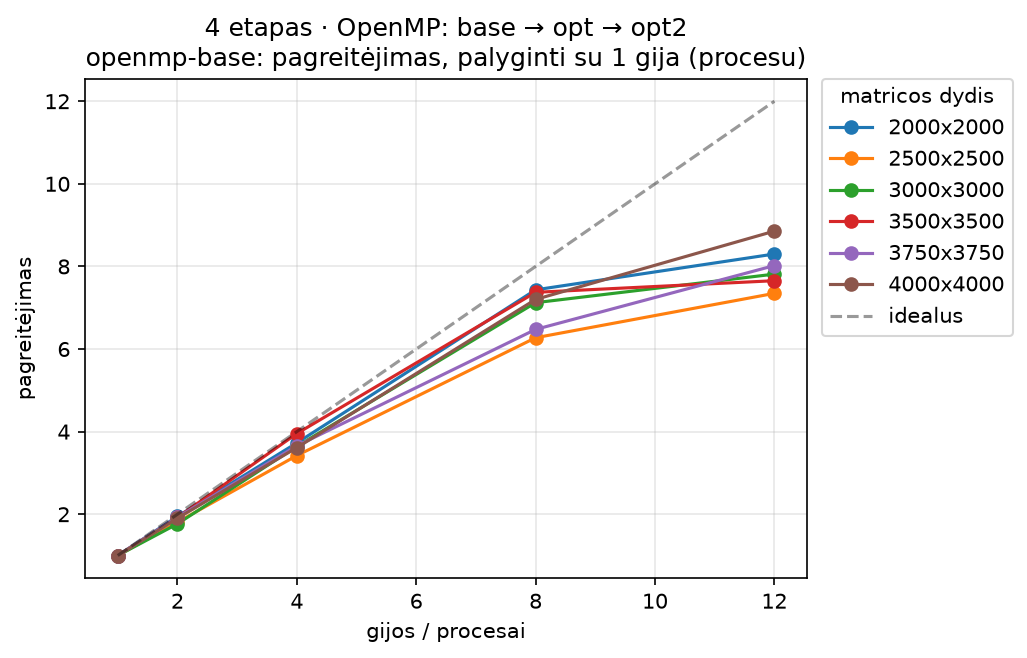 4 etapas · OpenMP: base → opt → opt2
openmp-base: pagreitėjimas, palyginti su 1 gija (procesu)
pagreitėjimas
12
10
8
6
4
2
2 4 6 8 10 12
gijos / procesai
matricos dydis
2000x2000
2500x2500
3000x3000
3500x3500
3750x3750
4000x4000
idealus